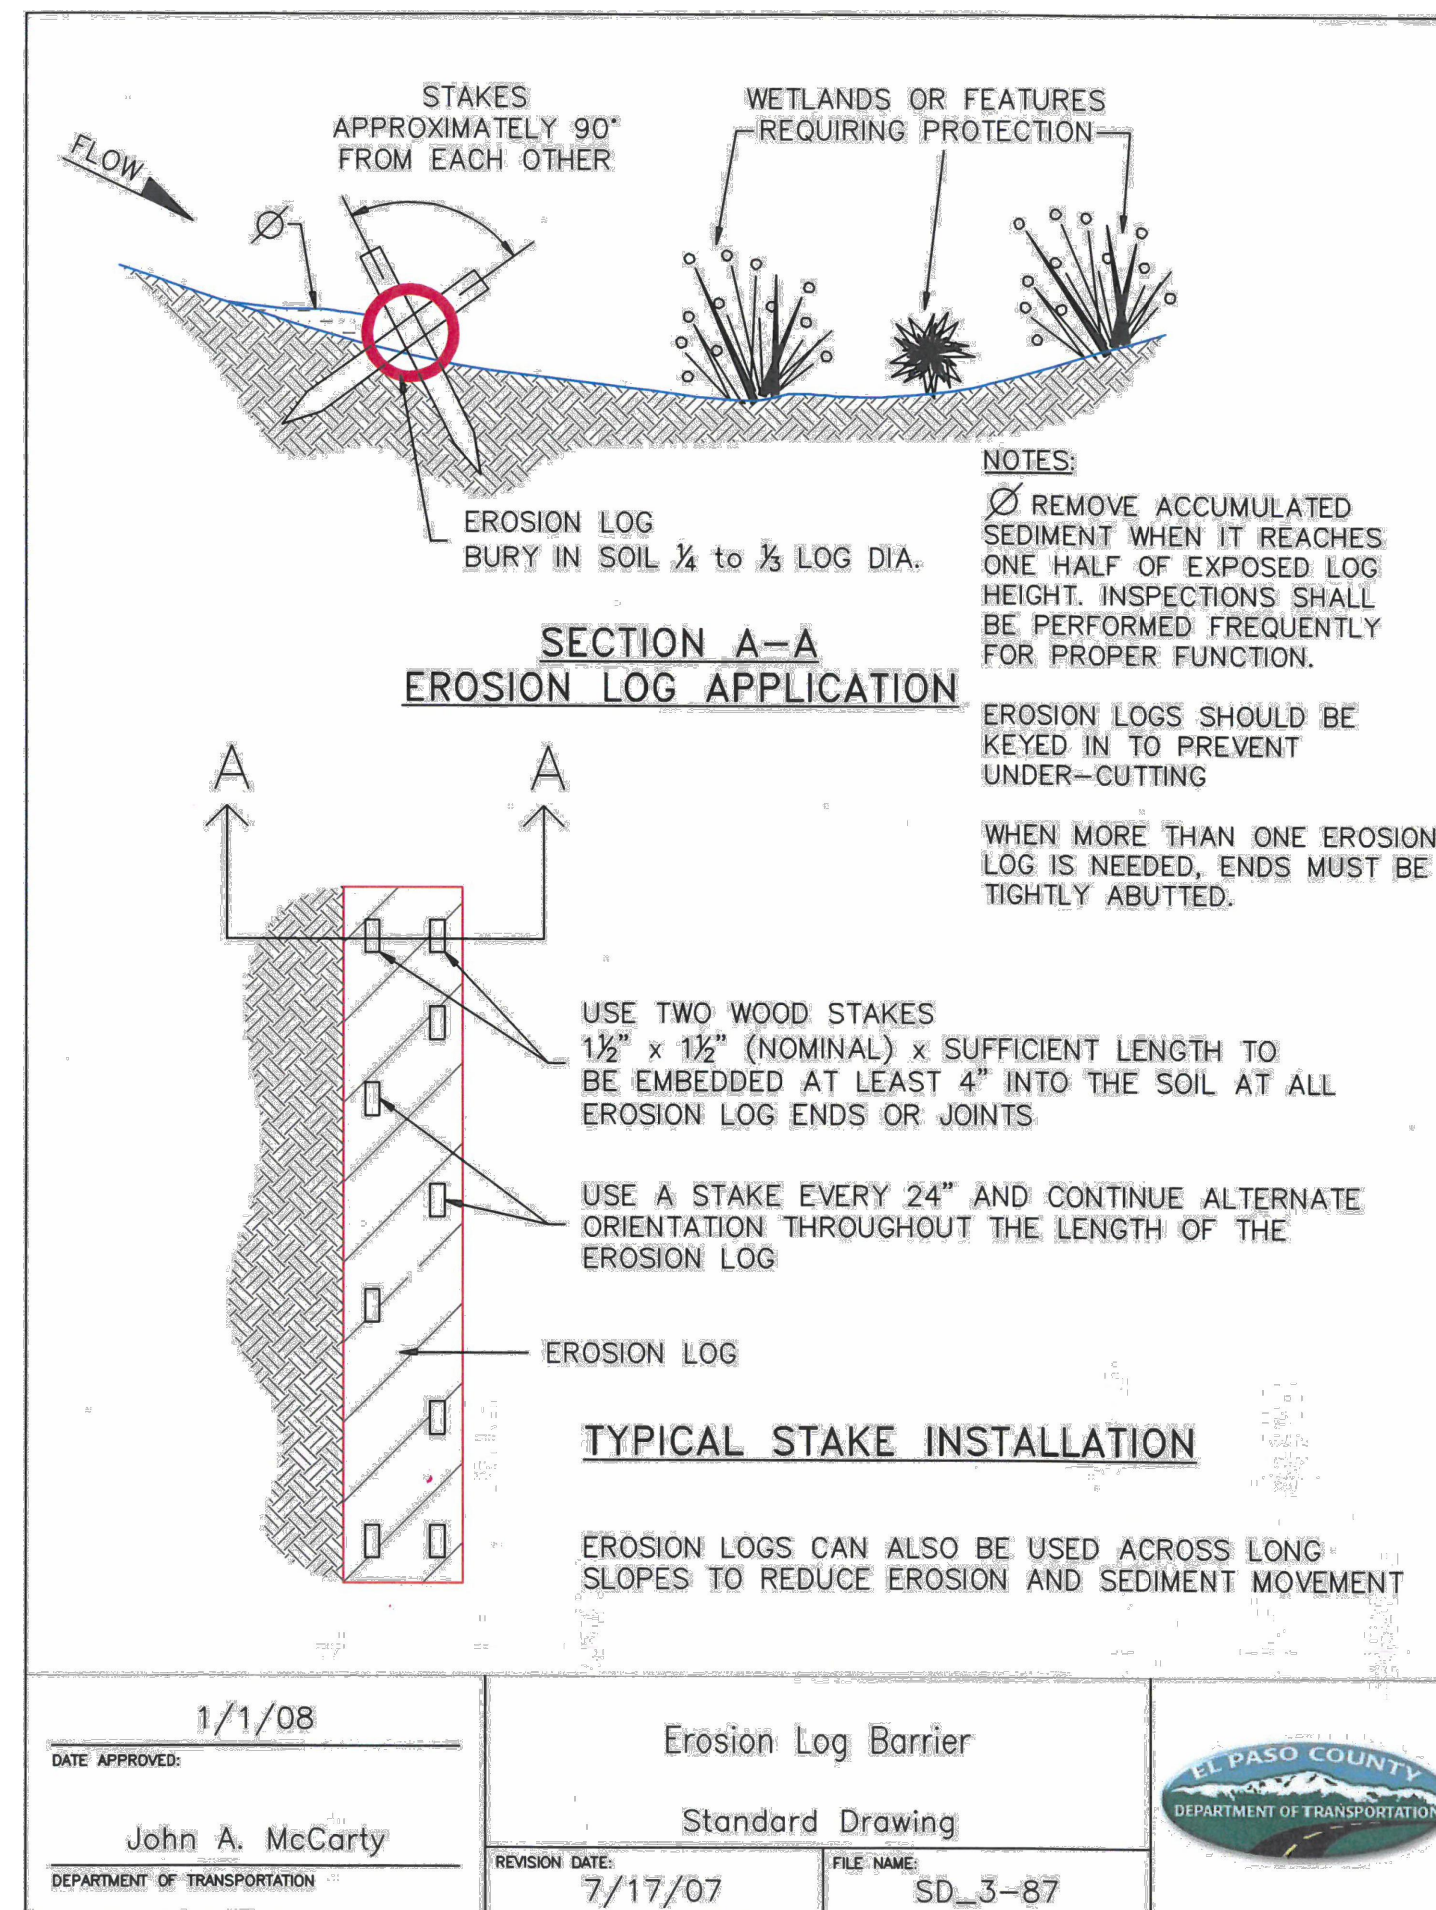 STAKES
APPROXIMATELY 90°
FROM EACH OTHER
WETLANDS OR FEATURES
REQUIRING PROTECTION
FLOW
Ø
EROSION LOG
BURY IN SOIL ¼ to ⅓ LOG DIA.
SECTION A-A
EROSION LOG APPLICATION
NOTES:
Ø REMOVE ACCUMULATED
SEDIMENT WHEN IT REACHES
ONE HALF OF EXPOSED LOG
HEIGHT. INSPECTIONS SHALL
BE PERFORMED FREQUENTLY
FOR PROPER FUNCTION.
EROSION LOGS SHOULD BE
KEYED IN TO PREVENT
UNDER-CUTTING
WHEN MORE THAN ONE EROSION
LOG IS NEEDED, ENDS MUST BE
TIGHTLY ABUTTED.
A A
USE TWO WOOD STAKES
1½" x 1½" (NOMINAL) x SUFFICIENT LENGTH TO
BE EMBEDDED AT LEAST 4" INTO THE SOIL AT ALL
EROSION LOG ENDS OR JOINTS
USE A STAKE EVERY 24" AND CONTINUE ALTERNATE
ORIENTATION THROUGHOUT THE LENGTH OF THE
EROSION LOG
EROSION LOG
TYPICAL STAKE INSTALLATION
EROSION LOGS CAN ALSO BE USED ACROSS LONG
SLOPES TO REDUCE EROSION AND SEDIMENT MOVEMENT
1/1/08
DATE APPROVED:
John A. McCarty
DEPARTMENT OF TRANSPORTATION
Erosion Log Barrier
Standard Drawing
REVISION DATE:
7/17/07
FILE NAME:
SD_3-87
EL PASO COUNTY
DEPARTMENT OF TRANSPORTATION